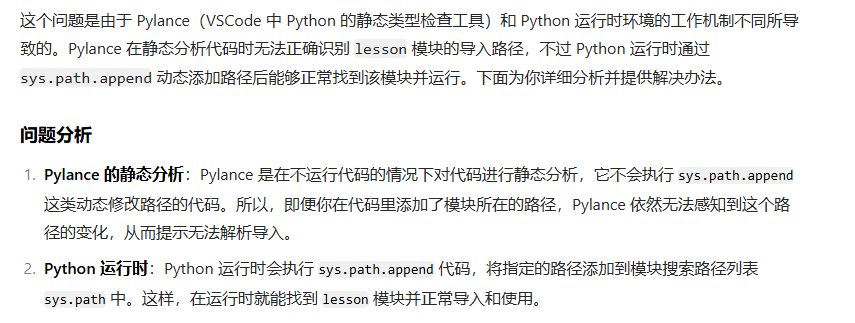 这个问题是由于 Pylance（VSCode 中 Python 的静态类型检查工具）和 Python 运行时环境的工作机制不同所导
致的。Pylance 在静态分析代码时无法正确识别 lesson 模块的导入路径，不过 Python 运行时通过
sys.path.append 动态添加路径后能够正常找到该模块并运行。下面为你详细分析并提供解决办法。
问题分析
1. Pylance 的静态分析：Pylance 是在不运行代码的情况下对代码进行静态分析，它不会执行 sys.path.append
这类动态修改路径的代码。所以，即便你在代码里添加了模块所在的路径，Pylance 依然无法感知到这个路
径的变化，从而提示无法解析导入。
2. Python 运行时：Python 运行时会执行 sys.path.append 代码，将指定的路径添加到模块搜索路径列表
sys.path 中。这样，在运行时就能找到 lesson 模块并正常导入和使用。